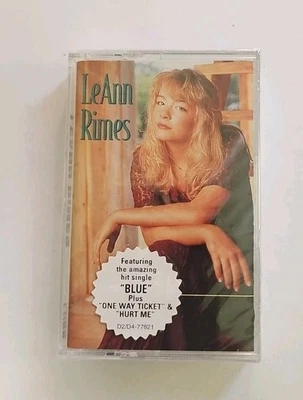 LeAnn
Rimes
Featuring
the amazing
hit single
"BLUE"
Plus
"ONE WAY TICKET" &
"HURT ME"
D2/D4-77821